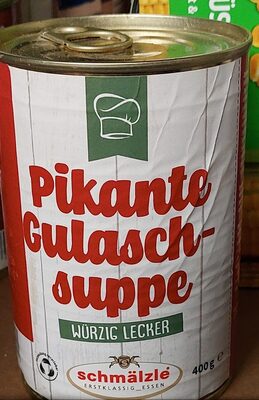 Pikante
Gulasch-
suppe
WÜRZIG LECKER
schmälzle
ERSTKLASSIG ESSEN
400g e